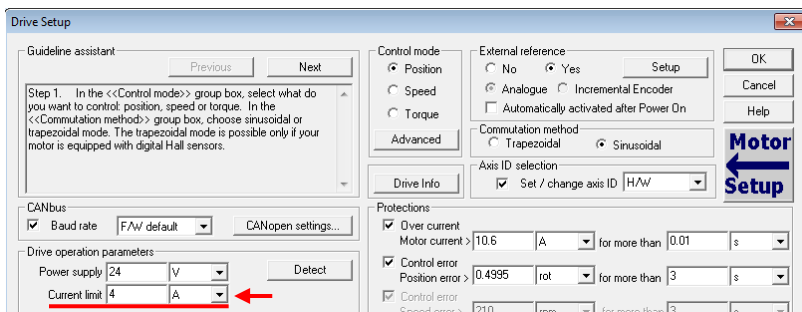 Drive Setup
Guideline assistant
Previous
Next
Step 1. In the <<Control mode>> group box, select what do
you want to control: position, speed or torque. In the
<<Commutation method>> group box, choose sinusoidal or
trapezoidal mode. The trapezoidal mode is possible only if your
motor is equipped with digital Hall sensors.
Control mode
Position
Speed
Torque
Advanced
Drive Info
External reference
No
Yes
Setup
Analogue
Incremental Encoder
Automatically activated after Power On
Commutation method
Trapezoidal
Sinusoidal
Axis ID selection
Set / change axis ID
H/W
OK
Cancel
Help
Motor
Setup
CANbus
Baud rate
F/W default
CANopen settings...
Drive operation parameters
Power supply 24 V
Detect
Current limit 4 A
Protections
Over current
Motor current > 10.6 A for more than 0.01 s
Control error
Position error > 0.4995 rot for more than 3 s
Control error
Speed error > 210 rpm for more than 3 s